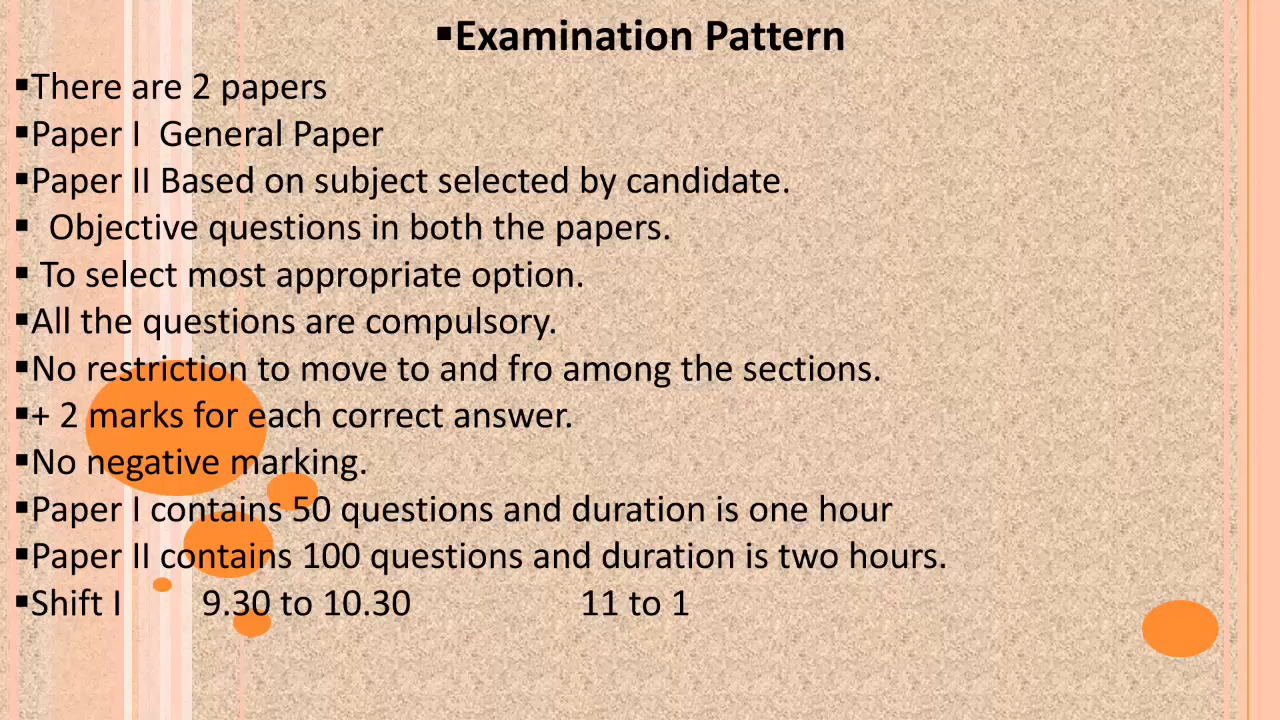 ▪Examination Pattern
▪There are 2 papers
▪Paper I  General Paper
▪Paper II Based on subject selected by candidate.
▪  Objective questions in both the papers.
▪ To select most appropriate option.
▪All the questions are compulsory.
▪No restriction to move to and fro among the sections.
▪+ 2 marks for each correct answer.
▪No negative marking.
▪Paper I contains 50 questions and duration is one hour
▪Paper II contains 100 questions and duration is two hours.
▪Shift I        9.30 to 10.30                 11 to 1